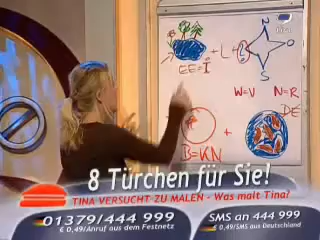 N
+ L +
EE=Ï
S
W=V N=R
DE
+
B=KN
8 Türchen für Sie!
TINA VERSUCHT ZU MALEN - Was malt Tina?
01379/444 999
SMS an 444 999
€ 0,49/Anruf aus dem Festnetz
€ 0,49/SMS aus Deutschland